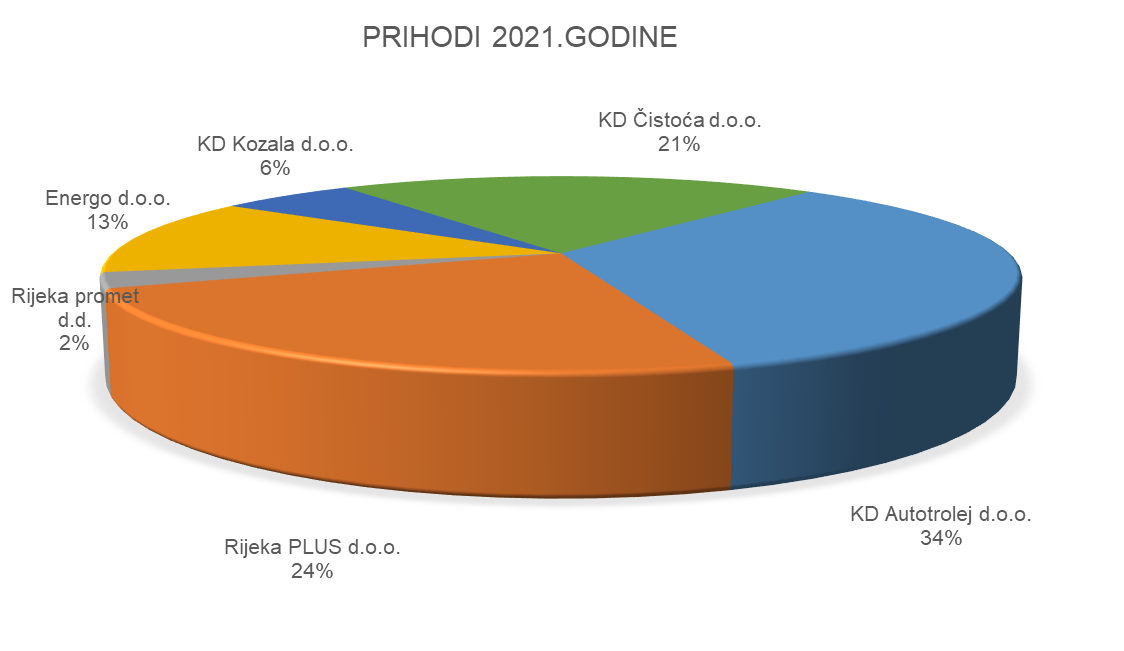 PRIHODI 2021.GODINE
KD Čistoća d.o.o.
21%
KD Kozala d.o.o.
6%
Energo d.o.o.
13%
Rijeka promet
d.d.
2%
KD Autotrolej d.o.o.
34%
Rijeka PLUS d.o.o.
24%